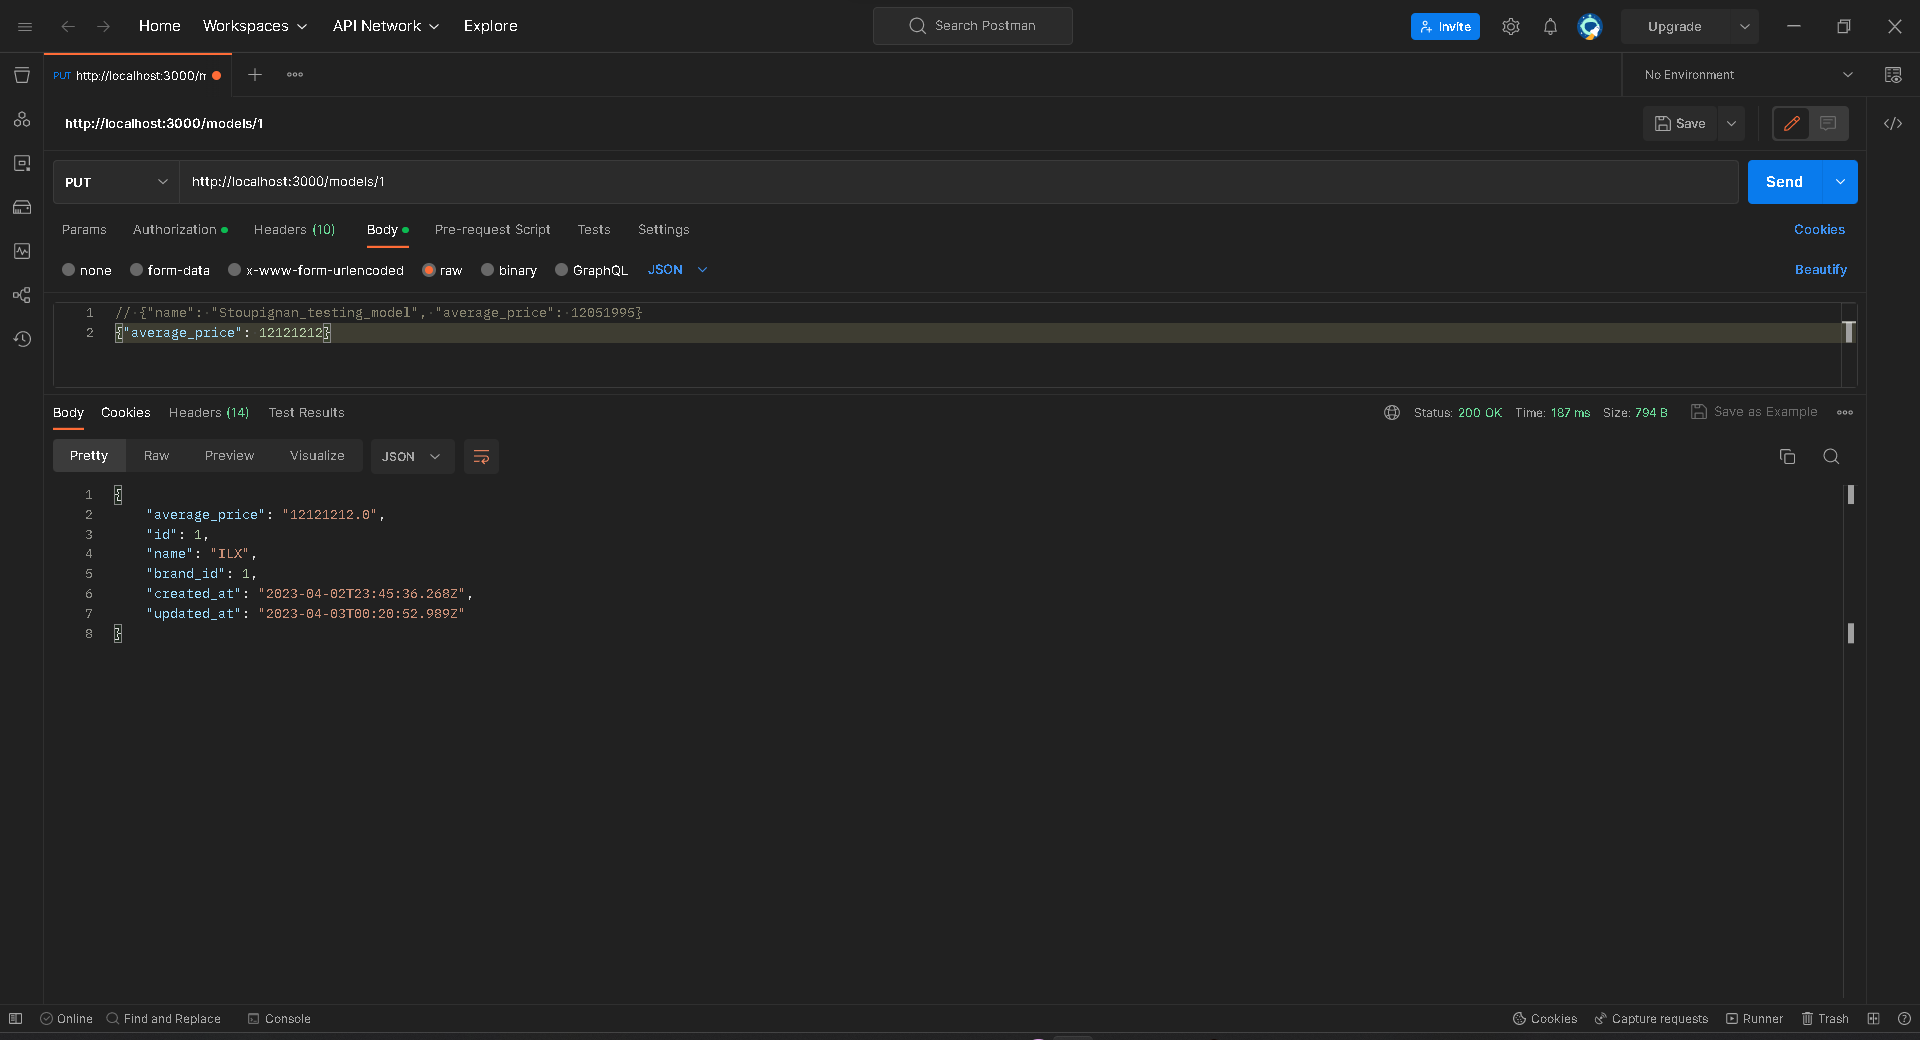 Home Workspaces API Network Explore Search Postman Invite Upgrade
PUT http://localhost:3000/m No Environment
http://localhost:3000/models/1 Save
PUT http://localhost:3000/models/1 Send
Params Authorization Headers (10) Body Pre-request Script Tests Settings Cookies
none form-data x-www-form-urlencoded raw binary GraphQL JSON Beautify
1 // {"name": "Stoupignan_testing_model", "average_price": 12051995}
2 {"average_price": 12121212}
Body Cookies Headers (14) Test Results Status: 200 OK Time: 187 ms Size: 794 B Save as Example
Pretty Raw Preview Visualize JSON
1 {
2 "average_price": "12121212.0",
3 "id": 1,
4 "name": "ILX",
5 "brand_id": 1,
6 "created_at": "2023-04-02T23:45:36.268Z",
7 "updated_at": "2023-04-03T00:20:52.989Z"
8 }
Online Find and Replace Console Cookies Capture requests Runner Trash